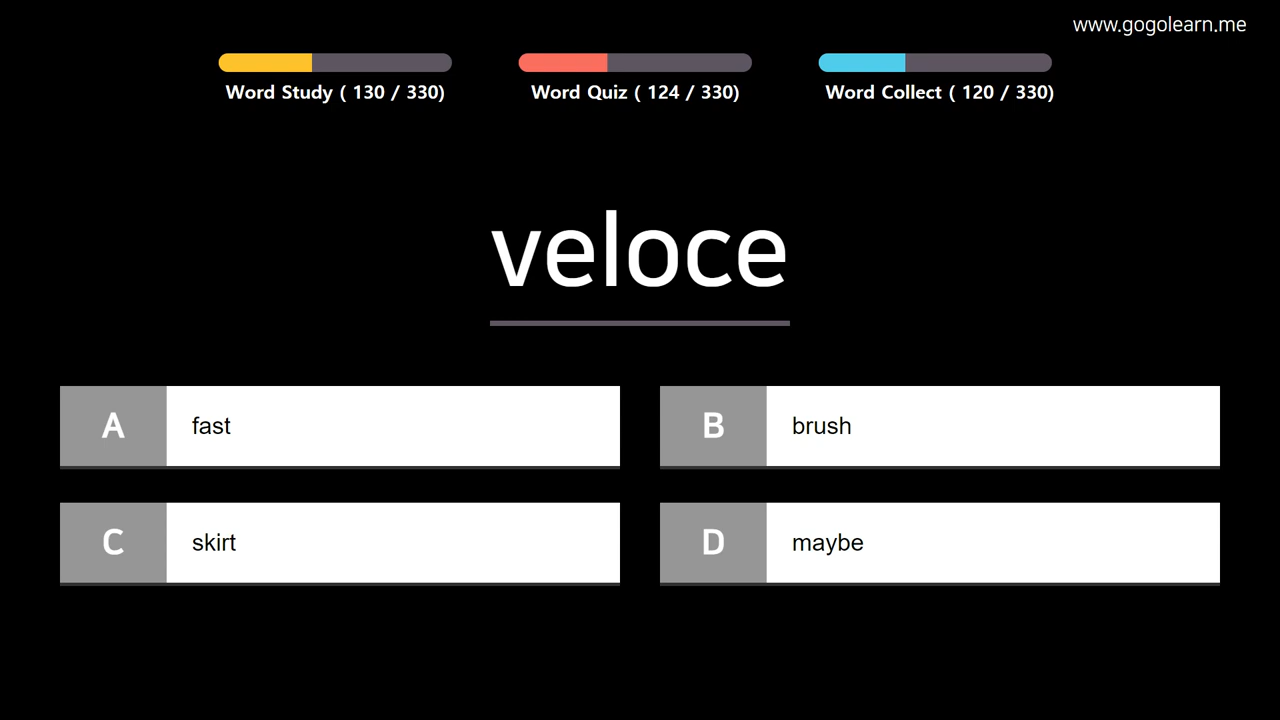 www.gogolearn.me
Word Study ( 130 / 330)
Word Quiz ( 124 / 330)
Word Collect ( 120 / 330)
veloce
A fast
B brush
C skirt
D maybe